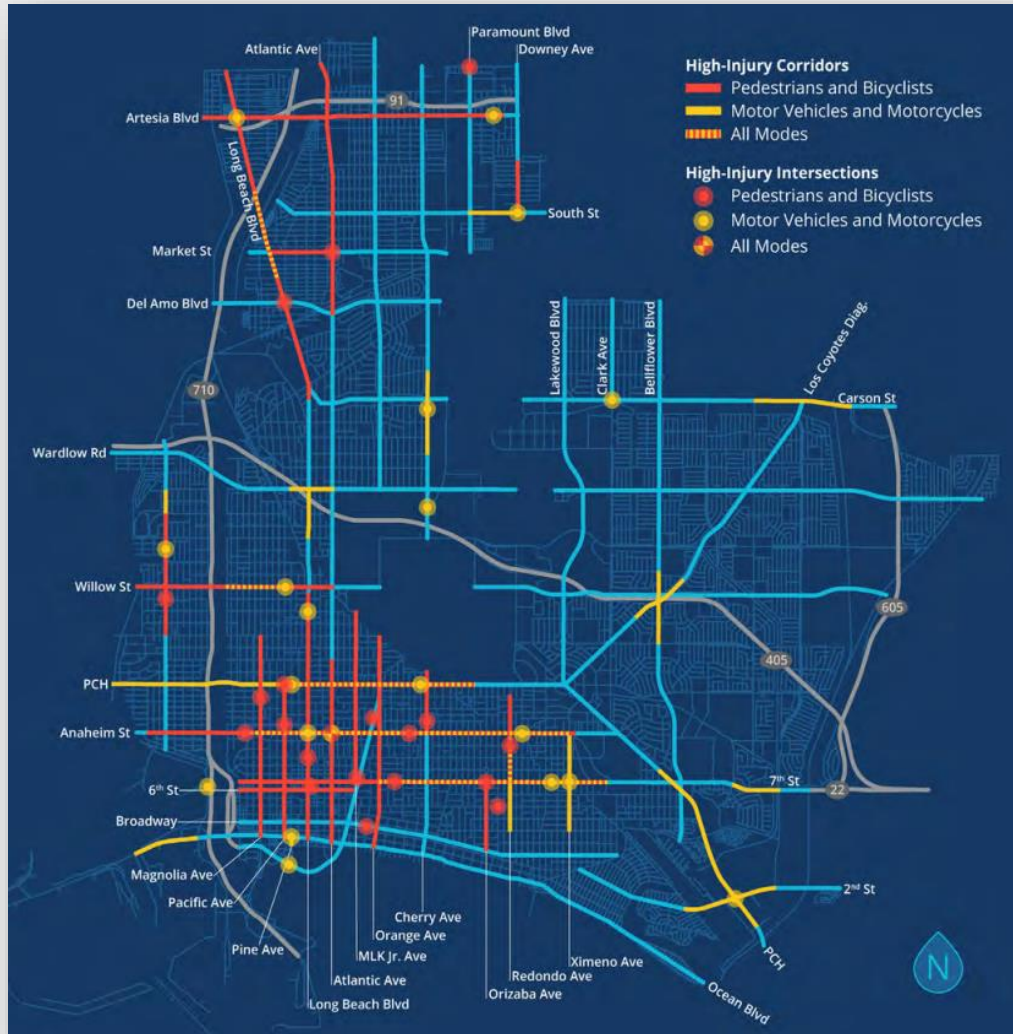 Paramount Blvd
Downey Ave
Atlantic Ave
High-Injury Corridors
Pedestrians and Bicyclists
Motor Vehicles and Motorcycles
All Modes
91
Artesia Blvd
High-Injury Intersections
Pedestrians and Bicyclists
Motor Vehicles and Motorcycles
All Modes
Long Beach Blvd
South St
Market St
Del Amo Blvd
Lakewood Blvd
Clark Ave
Bellflower Blvd
Los Coyotes Diag.
710
Carson St
Wardlow Rd
Willow St
605
405
PCH
Anaheim St
7th St
6th St
22
Broadway
Magnolia Ave
2nd St
Pacific Ave
Cherry Ave
Orange Ave
Pine Ave
MLK Jr. Ave
Ximeno Ave
PCH
Redondo Ave
Atlantic Ave
Orizaba Ave
Ocean Blvd
Long Beach Blvd
N